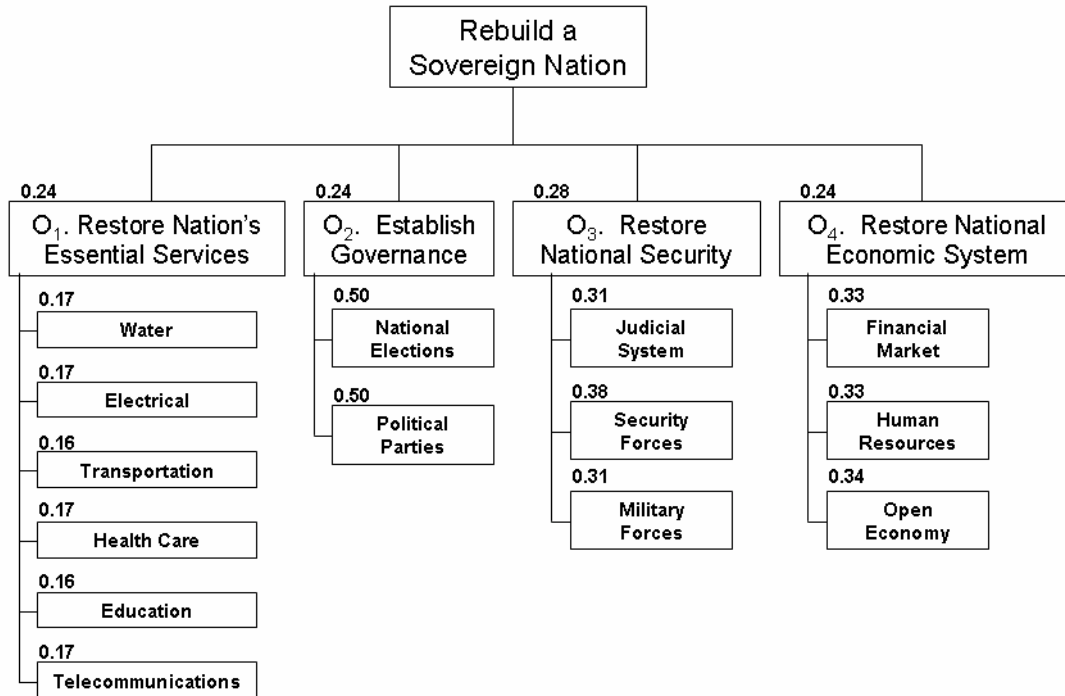 Rebuild a
Sovereign Nation
0.24
O₁. Restore Nation's
Essential Services
0.17
Water
0.17
Electrical
0.16
Transportation
0.17
Health Care
0.16
Education
0.17
Telecommunications
0.24
O₂. Establish
Governance
0.50
National
Elections
0.50
Political
Parties
0.28
O₃. Restore
National Security
0.31
Judicial
System
0.38
Security
Forces
0.31
Military
Forces
0.24
O₄. Restore National
Economic System
0.33
Financial
Market
0.33
Human
Resources
0.34
Open
Economy